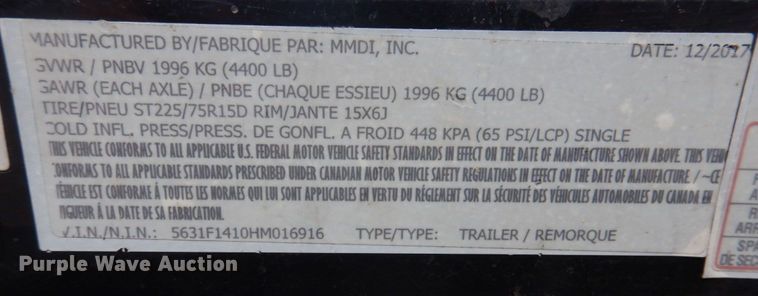 MANUFACTURED BY/FABRIQUE PAR: MMDI, INC. DATE: 12/2017
GVWR / PNBV 1996 KG (4400 LB)
GAWR (EACH AXLE) / PNBE (CHAQUE ESSIEU) 1996 KG (4400 LB)
TIRE/PNEU ST225/75R15D RIM/JANTE 15X6J
COLD INFL. PRESS/PRESS. DE GONFL. A FROID 448 KPA (65 PSI/LCP) SINGLE
THIS VEHICLE CONFORMS TO ALL APPLICABLE U.S. FEDERAL MOTOR VEHICLE SAFETY STANDARDS IN EFFECT ON THE DATE OF MANUFACTURE SHOWN ABOVE. THIS VEHI
CONFORMS TO ALL APPLICABLE STANDARDS PRESCRIBED UNDER CANADIAN MOTOR VEHICLE SAFETY REGULATIONS IN EFFECT ON THE DATE OF MANUFACTURE / ~CE
VÉHICLE EST CONFORME À TOUTES LES NORMES QUI LUI SONT APPLICABLES EN VERTU DU RÈGLEMENT SUR LA SÉCURITÉ DES VÉHICULES AUTOMOBILES DU CANADA EN
VIGUEUR À LA DATE DE SA FABRICATION.
V.I.N./N.I.N.: 5631F1410HM016916 TYPE/TYPE: TRAILER / REMORQUE
Purple Wave Auction
F
A
R
A
SPA
DE SEC